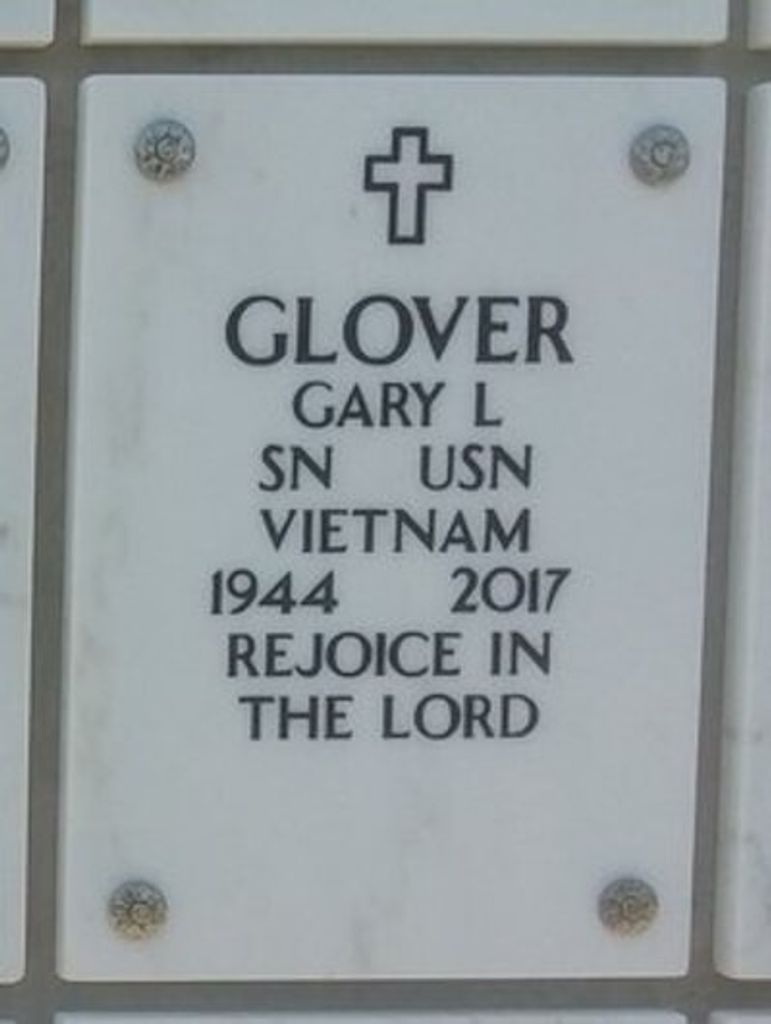 GLOVER
GARY L
SN USN
VIETNAM
1944 2017
REJOICE IN
THE LORD